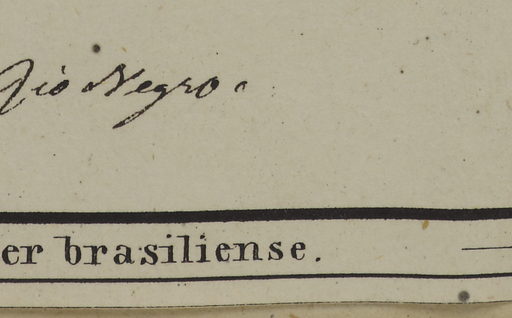 Rio Negro
er brasiliense.